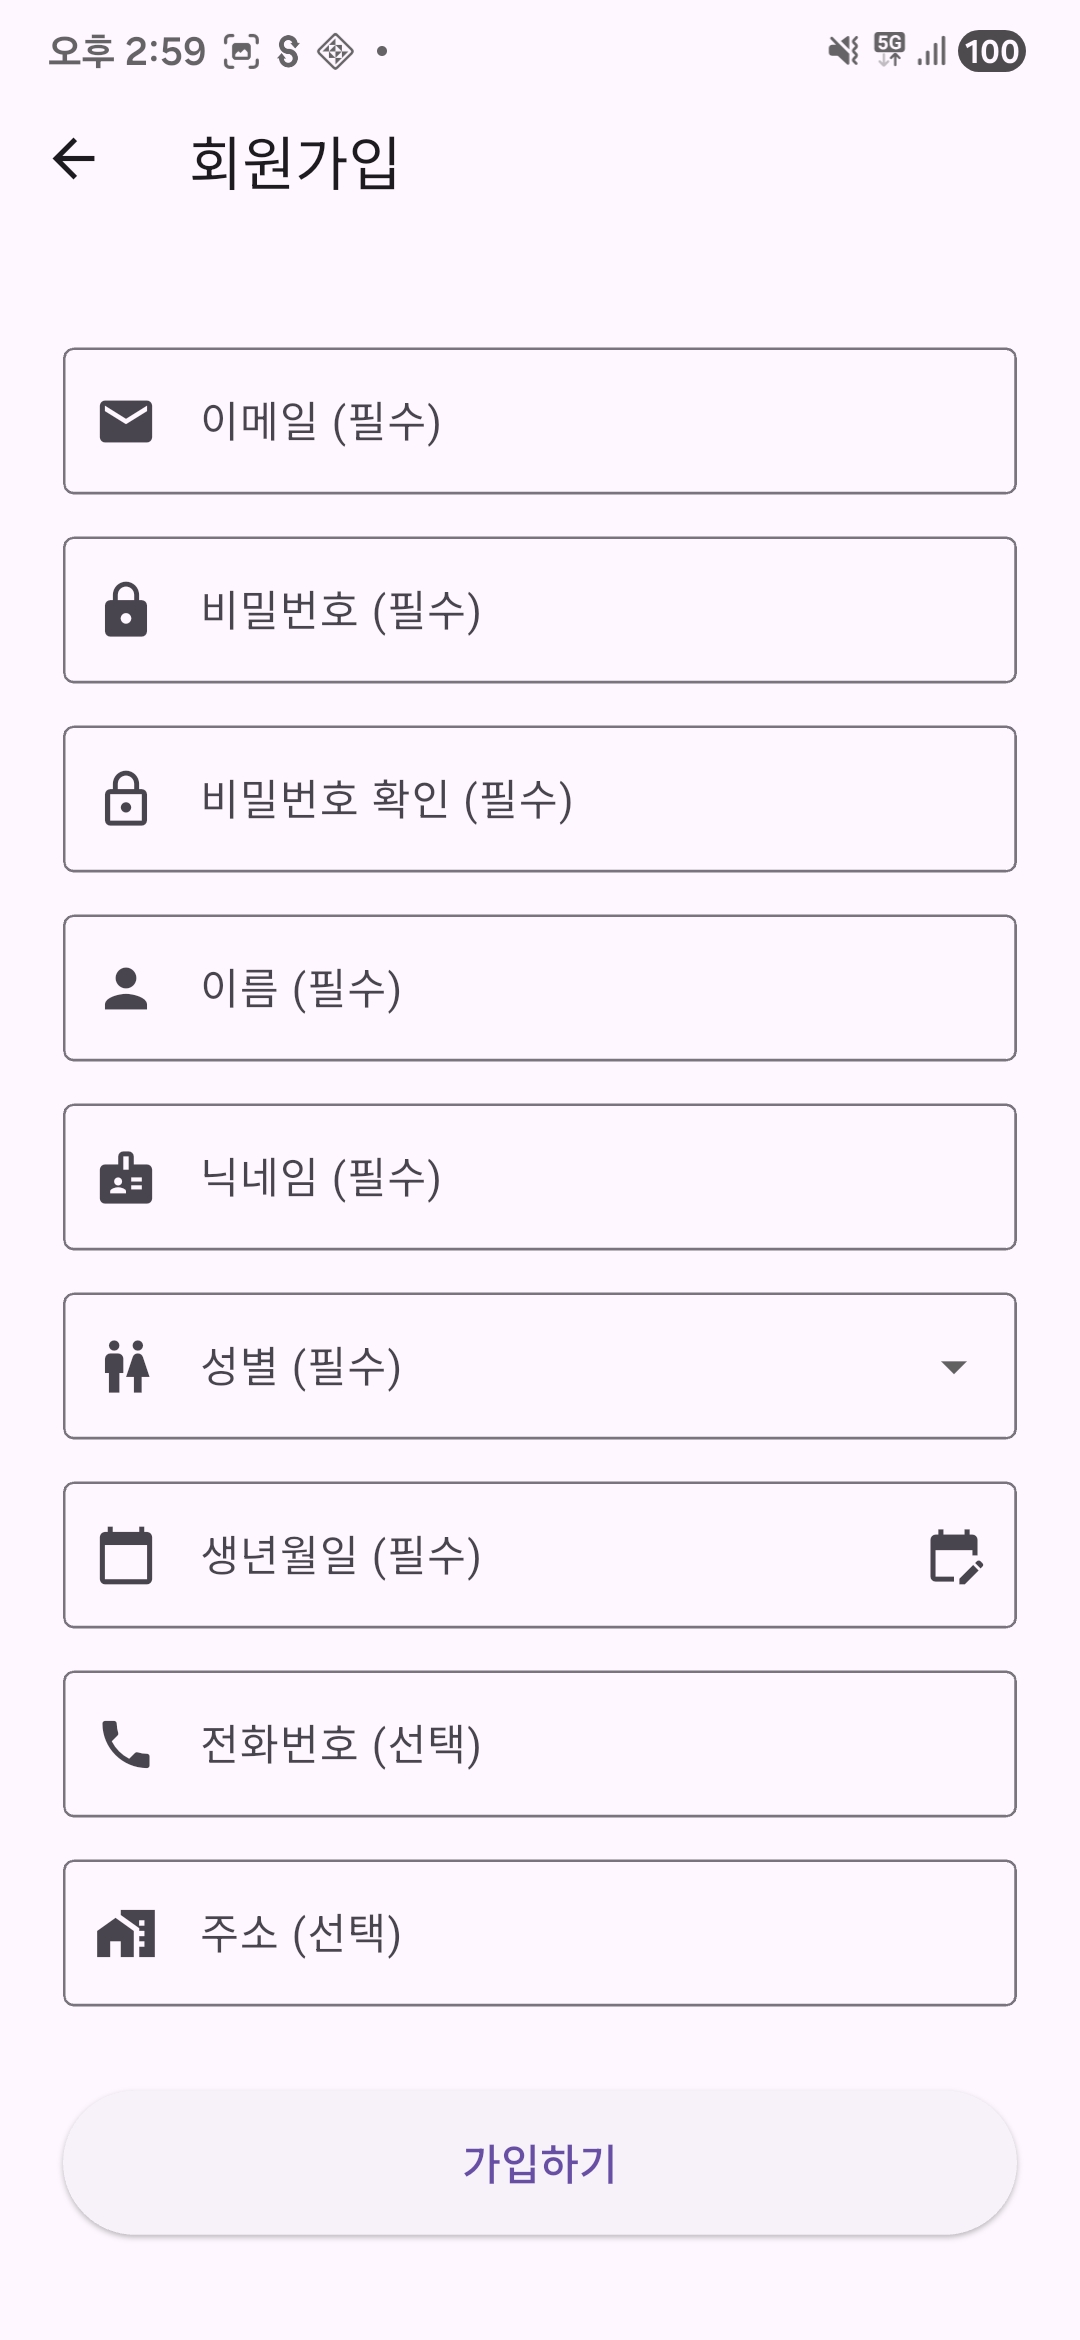 오후 2:59
5G
100
회원가입
이메일 (필수)
비밀번호 (필수)
비밀번호 확인 (필수)
이름 (필수)
닉네임 (필수)
성별 (필수)
생년월일 (필수)
전화번호 (선택)
주소 (선택)
가입하기